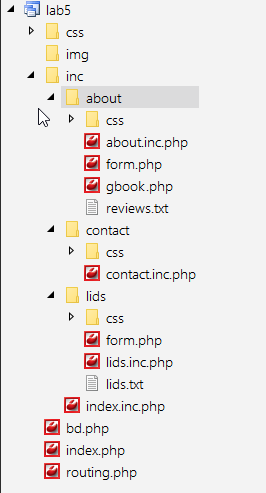 lab5
css
img
inc
about
css
about.inc.php
form.php
gbook.php
reviews.txt
contact
css
contact.inc.php
lids
css
form.php
lids.inc.php
lids.txt
index.inc.php
bd.php
index.php
routing.php